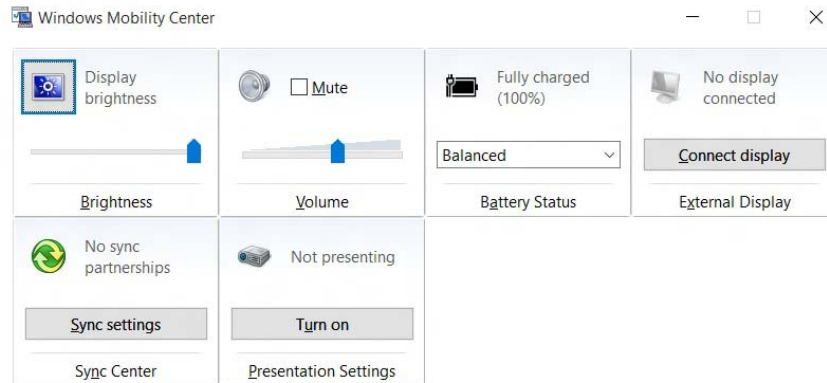 Windows Mobility Center
Display
brightness
Brightness
Mute
Volume
Fully charged
(100%)
Balanced
Battery Status
No display
connected
Connect display
External Display
No sync
partnerships
Sync settings
Sync Center
Not presenting
Turn on
Presentation Settings